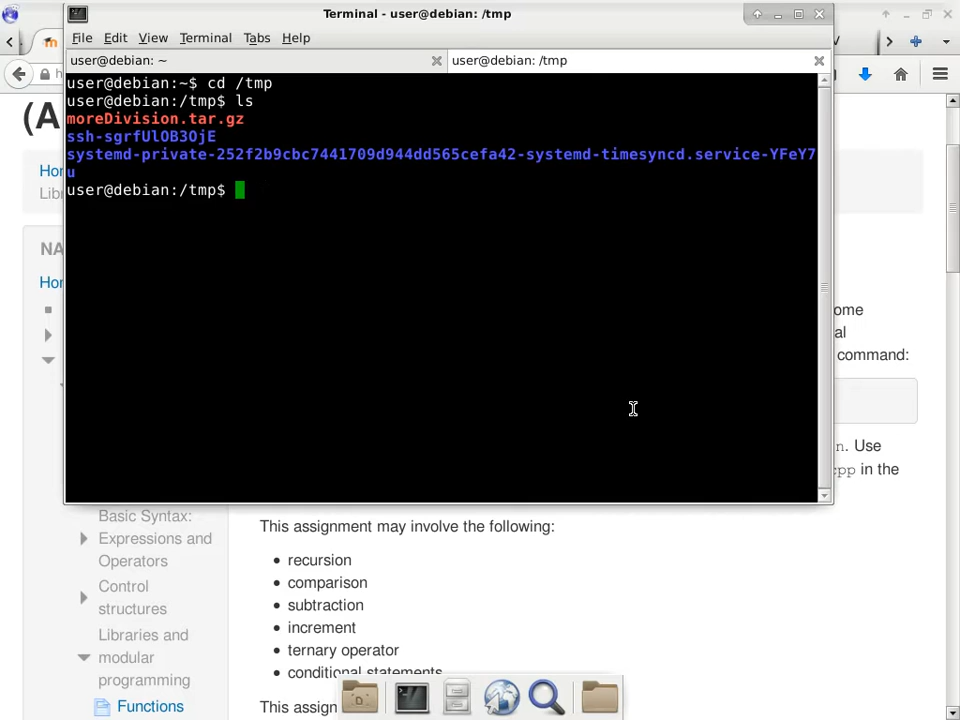 Terminal - user@debian: /tmp
File Edit View Terminal Tabs Help
user@debian: ~
user@debian: /tmp
user@debian:~$ cd /tmp
user@debian:/tmp$ ls
moreDivision.tar.gz
ssh-sgrfUlOB3OjE
systemd-private-252f2b9cbc7441709d944dd565cefa42-systemd-timesyncd.service-YFeY7
u
user@debian:/tmp$
(A
Hor
Libr
NA
Hor
ome
al
command:
n. Use
cpp in the
Basic Syntax:
Expressions and
Operators
Control
structures
Libraries and
modular
programming
Functions
This assignment may involve the following:
recursion
comparison
subtraction
increment
ternary operator
conditional statements
This assign